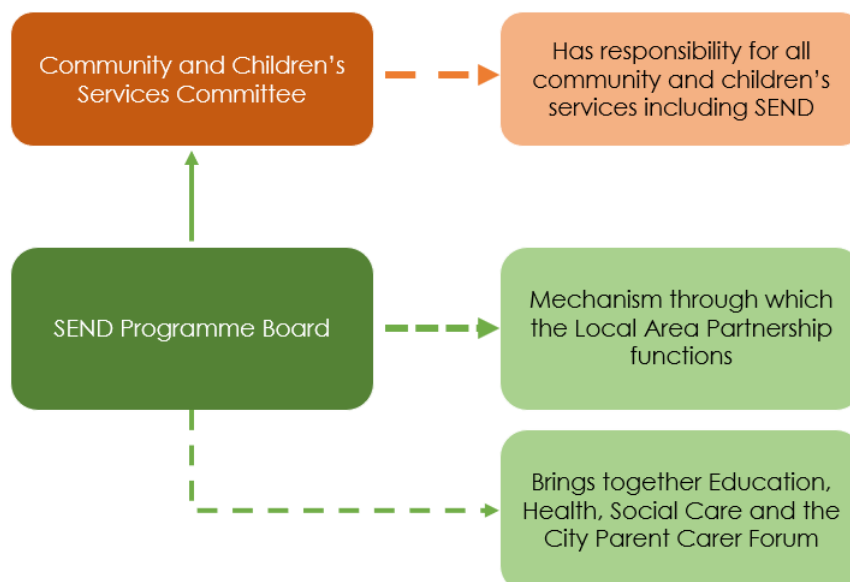 Community and Children’s
Services Committee
Has responsibility for all
community and children’s
services including SEND
SEND Programme Board
Mechanism through which
the Local Area Partnership
functions
Brings together Education,
Health, Social Care and the
City Parent Carer Forum